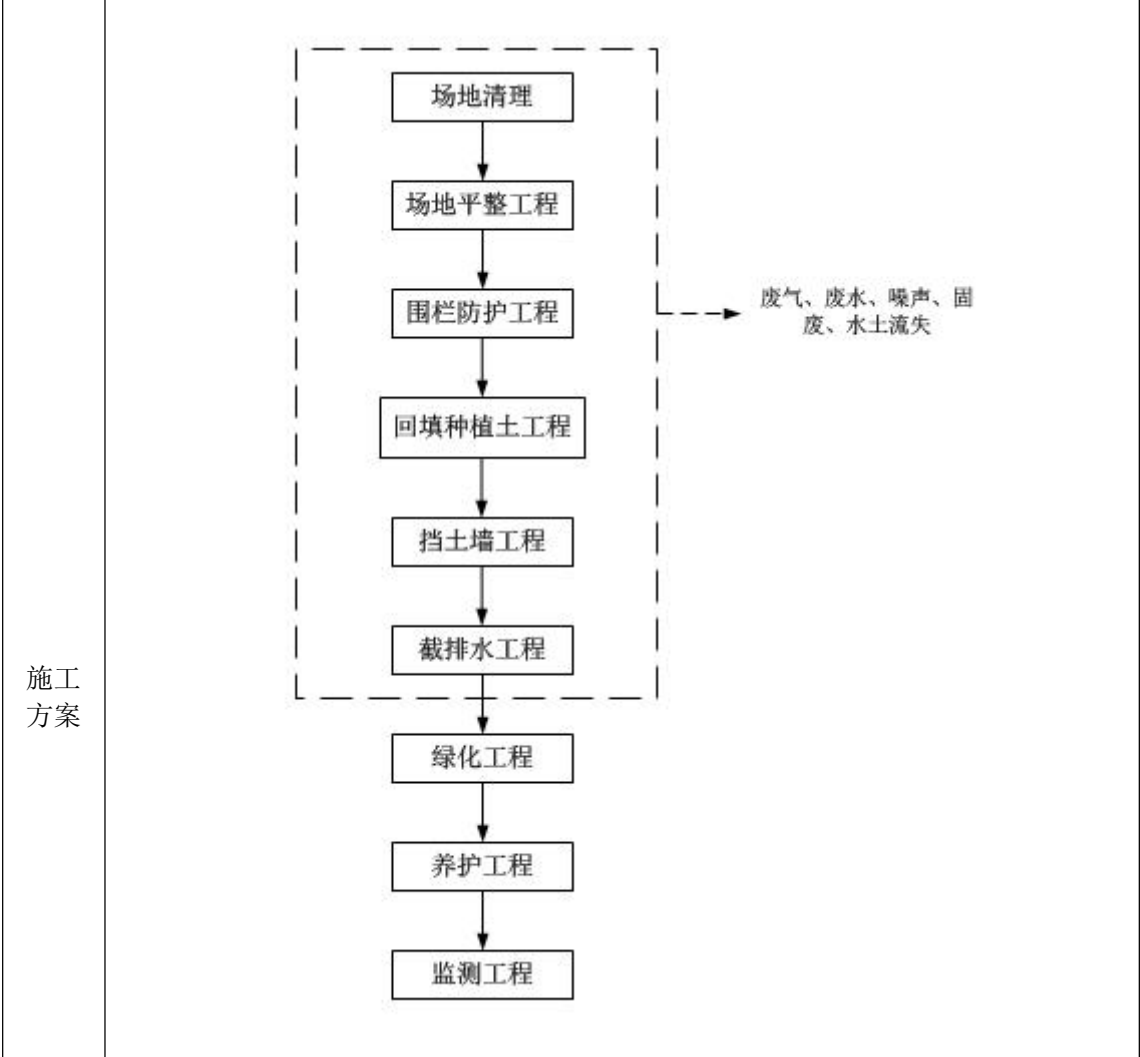 场地清理
场地平整工程
围栏防护工程
废气、废水、噪声、固
废、水土流失
回填种植土工程
挡土墙工程
截排水工程
施工
方案
绿化工程
养护工程
监测工程